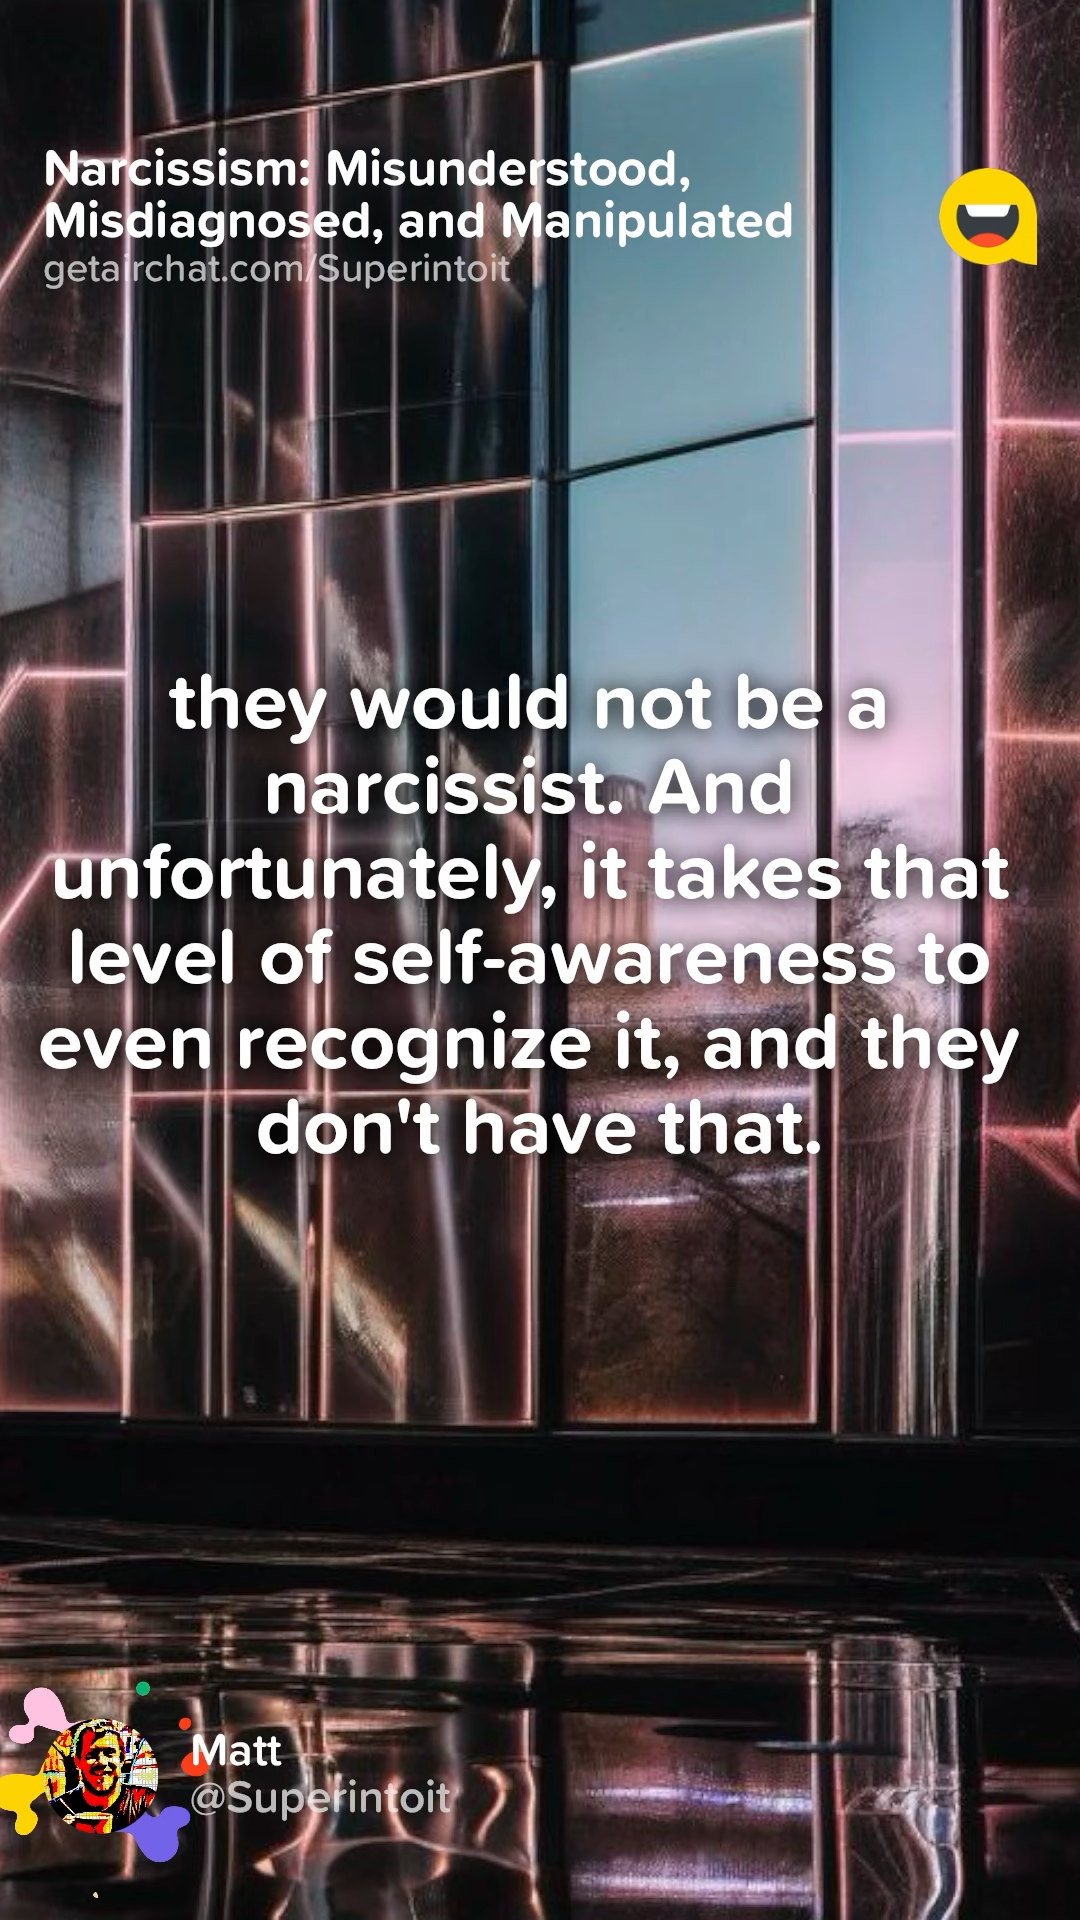 Narcissism: Misunderstood,
Misdiagnosed, and Manipulated
getairchat.com/Superintoit
they would not be a
narcissist. And
unfortunately, it takes that
level of self-awareness to
even recognize it, and they
don't have that.
Matt
@Superintoit